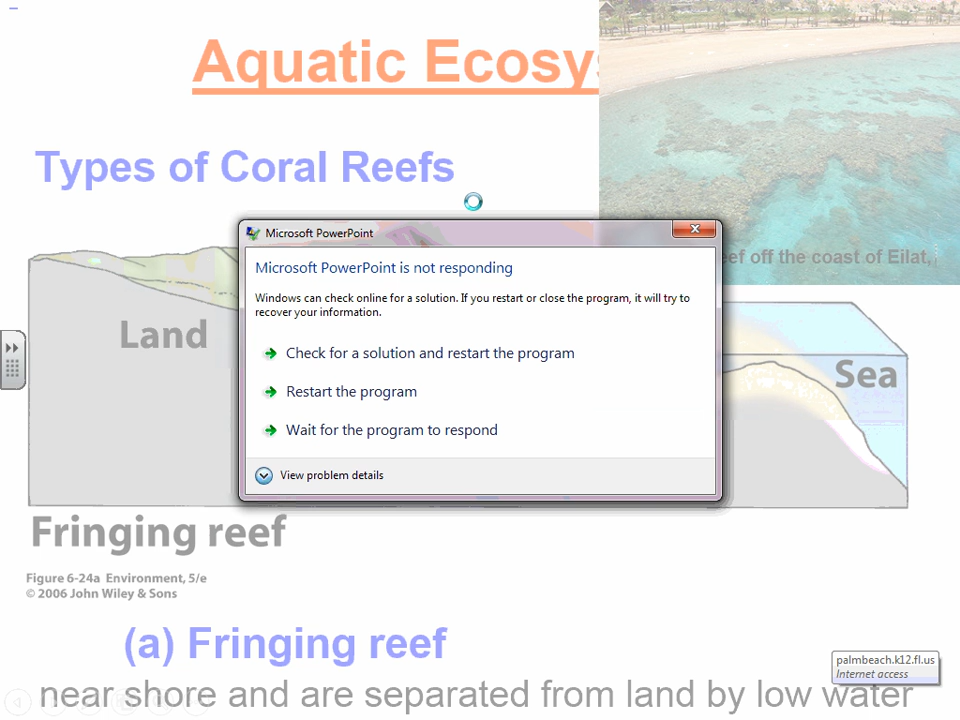 Aquatic Ecosys
Types of Coral Reefs
eef off the coast of Eilat,
Microsoft PowerPoint
Microsoft PowerPoint is not responding
Windows can check online for a solution. If you restart or close the program, it will try to
recover your information.
Check for a solution and restart the program
Restart the program
Wait for the program to respond
View problem details
Land
Sea
Fringing reef
Figure 6-24a Environment, 5/e
© 2006 John Wiley & Sons
(a) Fringing reef
near shore and are separated from land by low water
palmbeach.k12.fl.us
Internet access